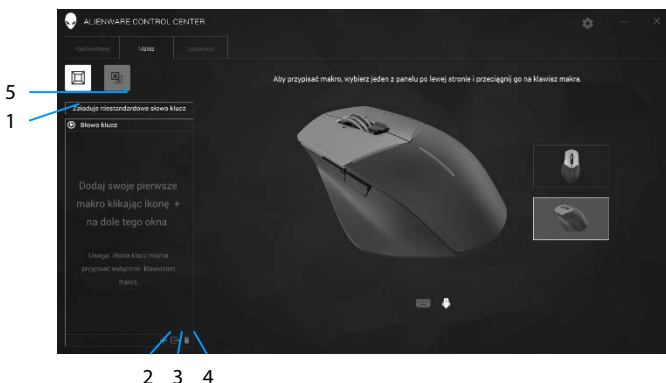 ALIENWARE CONTROL CENTER
Podświetlenie Makra Ustawienia
Aby przypisać makro, wybierz jeden z panelu po lewej stronie i przeciągnij go na klawisz makra.
5
1
Załaduje niestandardowe słowo klucz
Słowo klucz
Dodaj swoje pierwsze
makro klikając ikonę +
na dole tego okna
Uwaga: Słowa klucz można
przypisać wyłącznie klawiszom
makro.
2 3 4